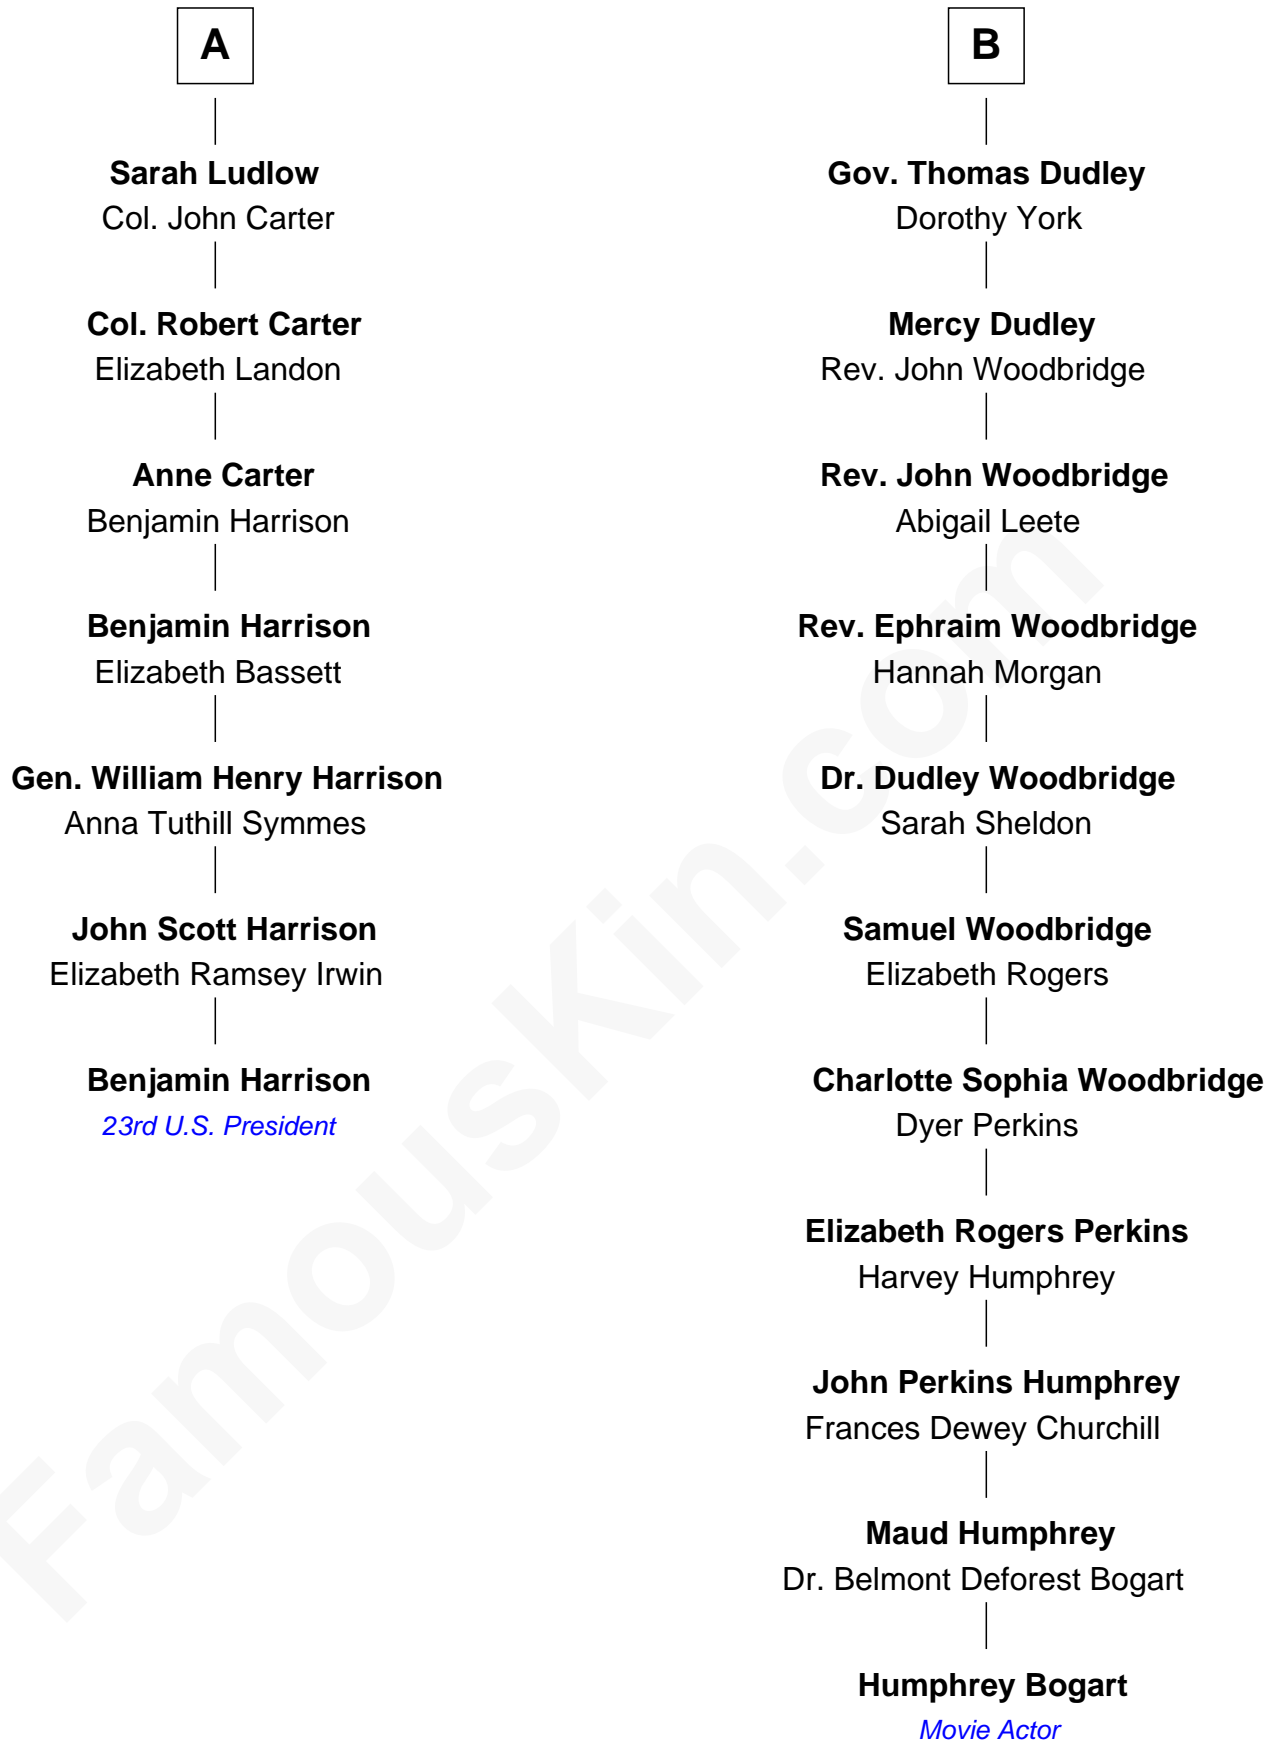 A
Sarah Ludlow
Col. John Carter
Col. Robert Carter
Elizabeth Landon
Anne Carter
Benjamin Harrison
Benjamin Harrison
Elizabeth Bassett
Gen. William Henry Harrison
Anna Tuthill Symmes
John Scott Harrison
Elizabeth Ramsey Irwin
Benjamin Harrison
23rd U.S. President
B
Gov. Thomas Dudley
Dorothy York
Mercy Dudley
Rev. John Woodbridge
Rev. John Woodbridge
Abigail Leete
Rev. Ephraim Woodbridge
Hannah Morgan
Dr. Dudley Woodbridge
Sarah Sheldon
Samuel Woodbridge
Elizabeth Rogers
Charlotte Sophia Woodbridge
Dyer Perkins
Elizabeth Rogers Perkins
Harvey Humphrey
John Perkins Humphrey
Frances Dewey Churchill
Maud Humphrey
Dr. Belmont Deforest Bogart
Humphrey Bogart
Movie Actor
FamousKin.com